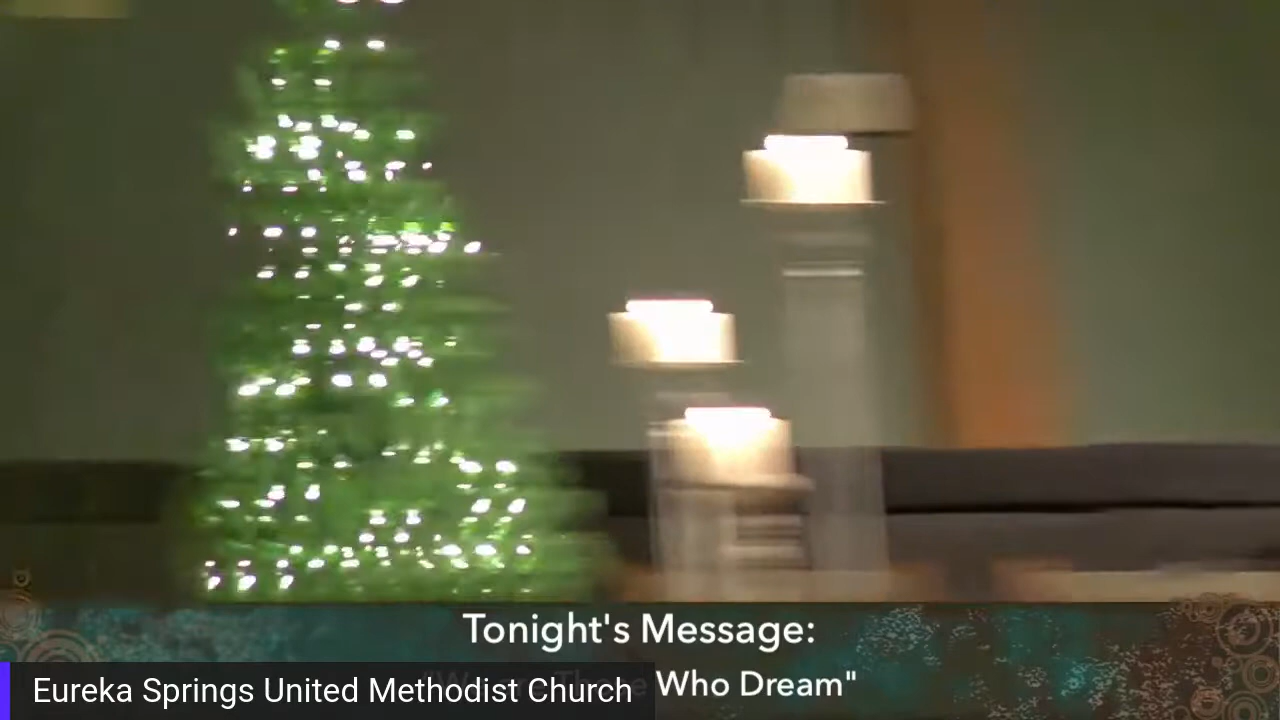 Tonight's Message:
Who Dream"
Eureka Springs United Methodist Church